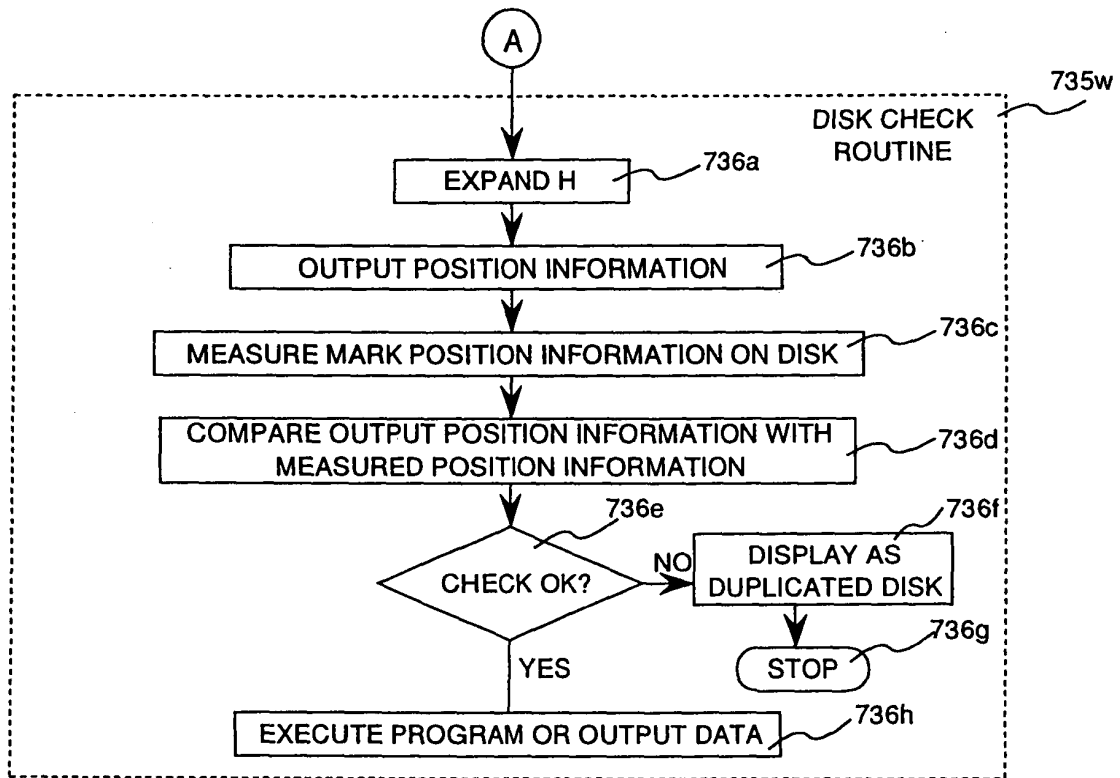 A
735w
DISK CHECK
ROUTINE
736a
EXPAND H
736b
OUTPUT POSITION INFORMATION
736c
MEASURE MARK POSITION INFORMATION ON DISK
COMPARE OUTPUT POSITION INFORMATION WITH
MEASURED POSITION INFORMATION
736d
736e
736f
CHECK OK?
NO
DISPLAY AS
DUPLICATED DISK
736g
STOP
YES
736h
EXECUTE PROGRAM OR OUTPUT DATA